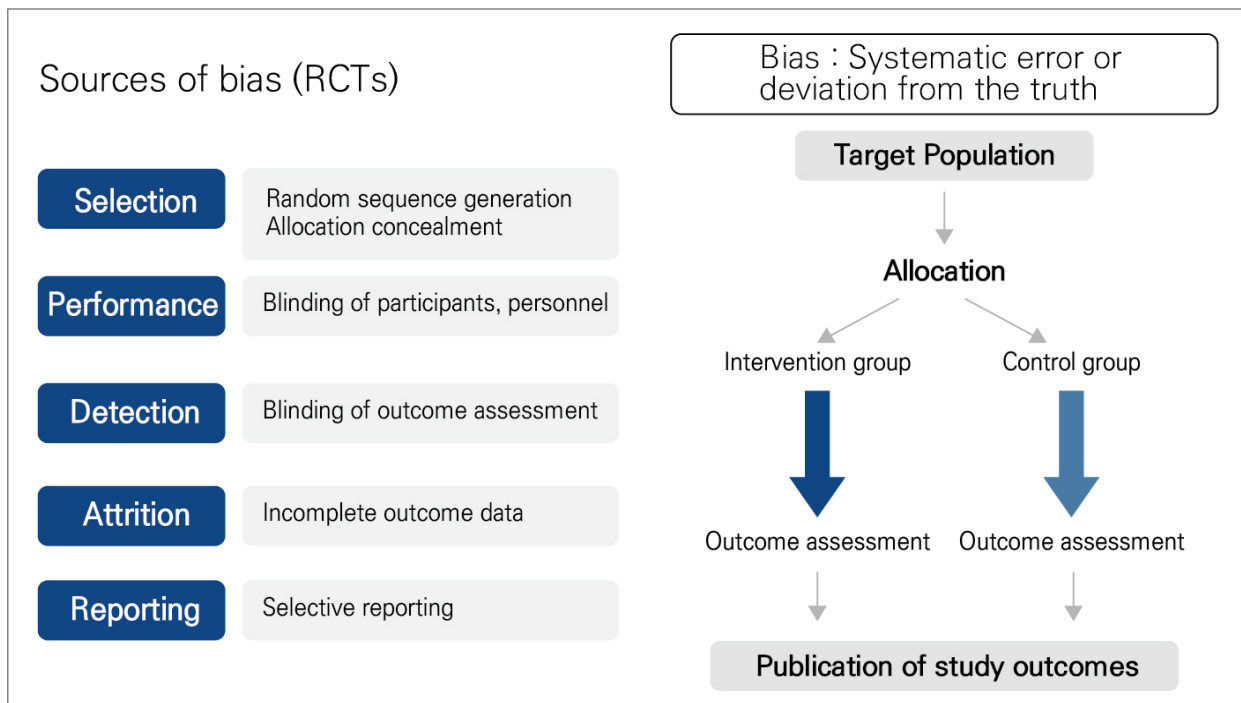 Sources of bias (RCTs)
Selection
Random sequence generation
Allocation concealment
Performance
Blinding of participants, personnel
Detection
Blinding of outcome assessment
Attrition
Incomplete outcome data
Reporting
Selective reporting
Bias : Systematic error or
deviation from the truth
Target Population
Allocation
Intervention group
Control group
Outcome assessment
Outcome assessment
Publication of study outcomes